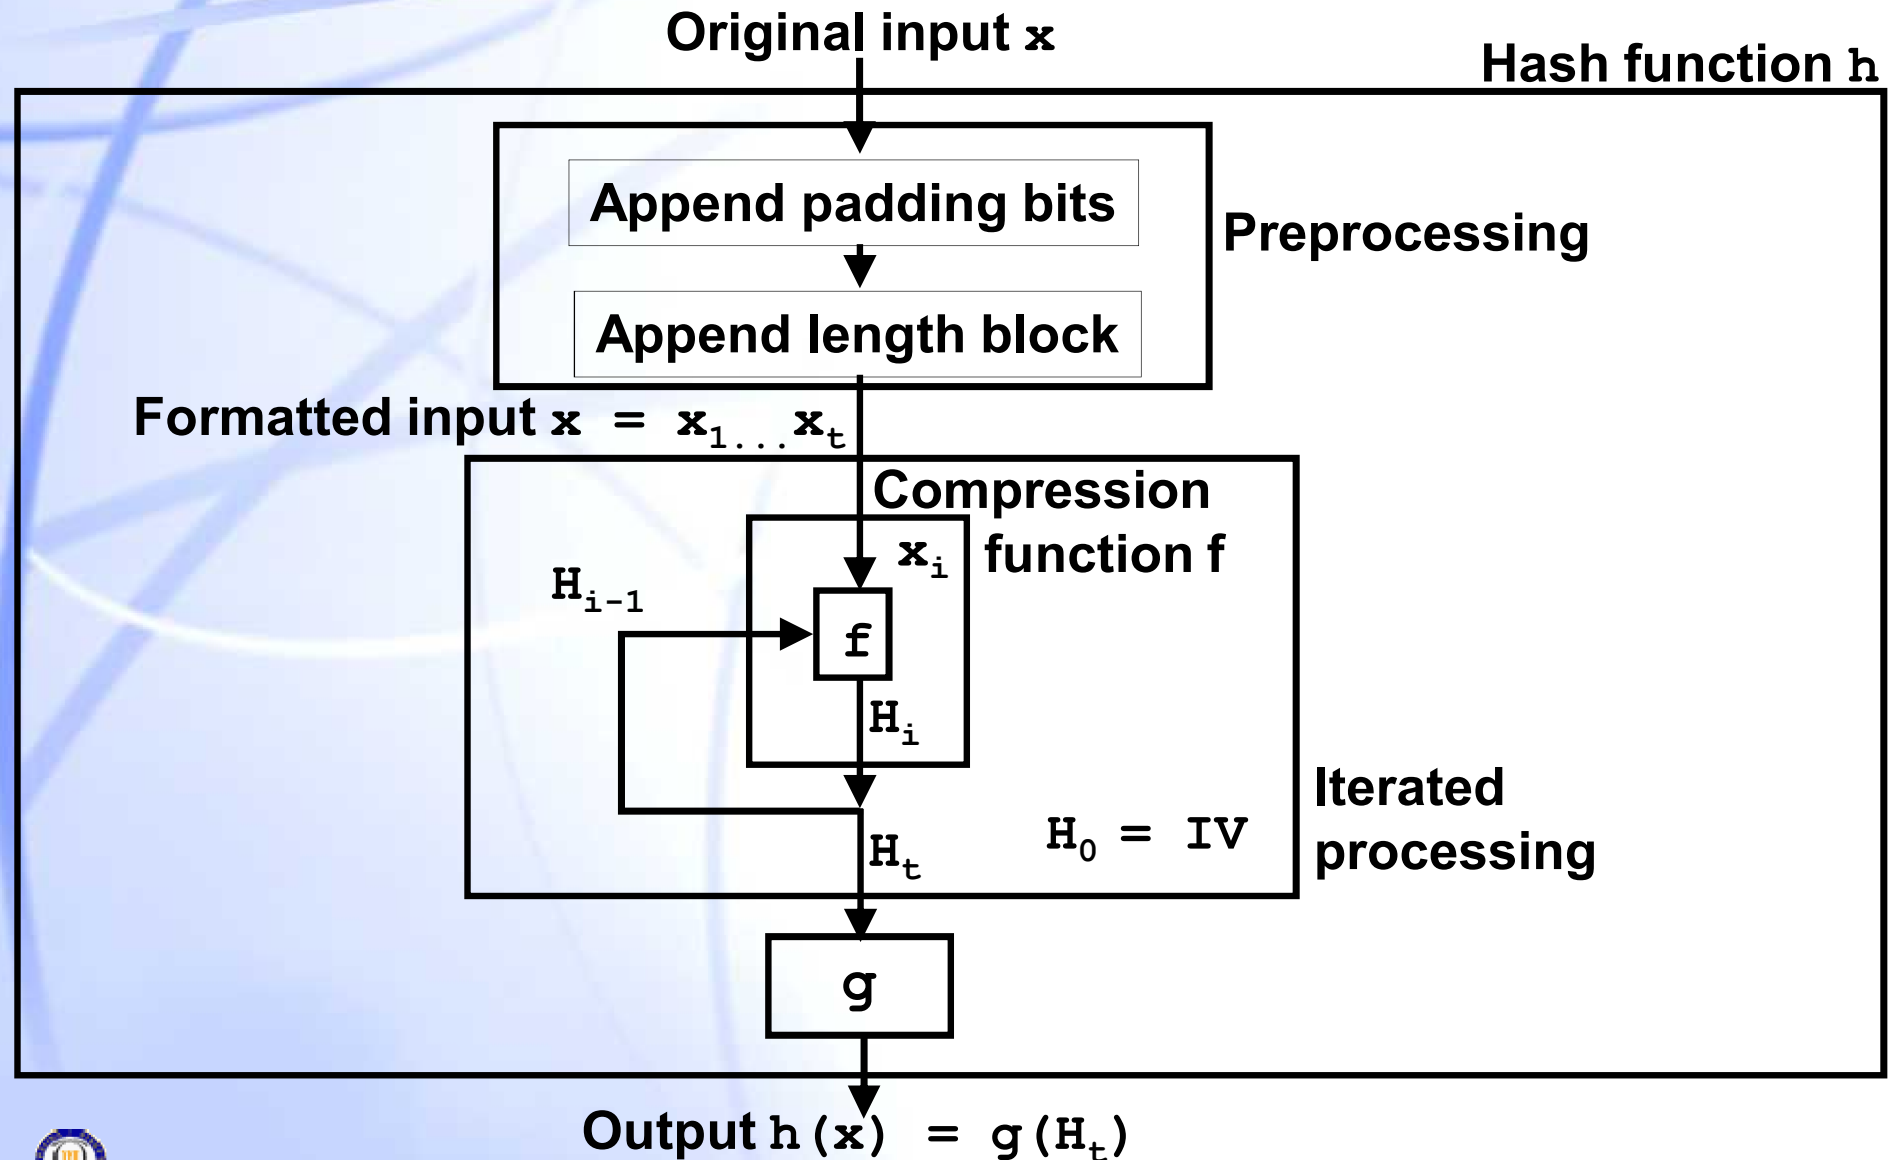 Original input x
Hash function h
Append padding bits
Preprocessing
Append length block
Formatted input x = x1...xt
Compression
function f
xi
Hi-1
f
Hi
Iterated
processing
H0 = IV
Ht
g
Output h(x) = g(Ht)